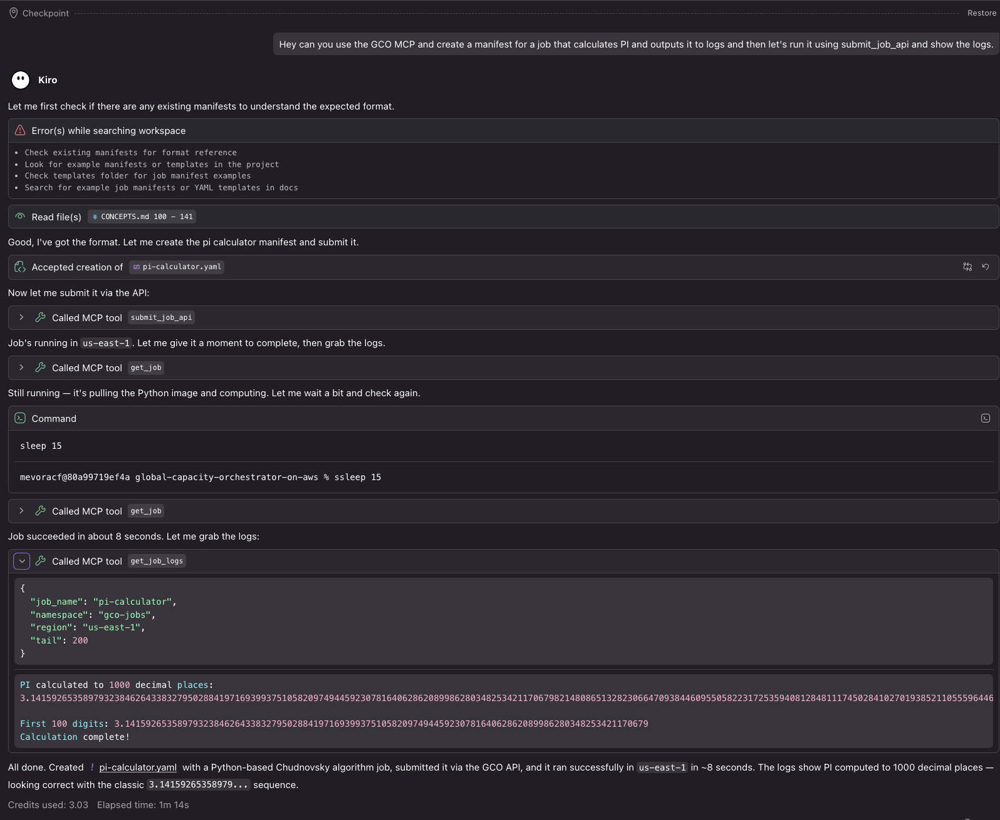 Checkpoint
Restore
Hey can you use the GCO MCP and create a manifest for a job that calculates PI and outputs it to logs and then let's run it using submit_job_api and show the logs.
Kiro
Let me first check if there are any existing manifests to understand the expected format.
Error(s) while searching workspace
• Check existing manifests for format reference
• Look for example manifests or templates in the project
• Check templates folder for job manifest examples
• Search for example job manifests or YAML templates in docs
Read file(s) CONCEPTS.md 100 - 141
Good, I've got the format. Let me create the pi calculator manifest and submit it.
Accepted creation of pi-calculator.yaml
Now let me submit it via the API:
Called MCP tool submit_job_api
Job's running in us-east-1. Let me give it a moment to complete, then grab the logs.
Called MCP tool get_job
Still running — it's pulling the Python image and computing. Let me wait a bit and check again.
Command
sleep 15
mevoracf@80a99719ef4a global-capacity-orchestrator-on-aws % ssleep 15
Called MCP tool get_job
Job succeeded in about 8 seconds. Let me grab the logs:
Called MCP tool get_job_logs
{
"job_name": "pi-calculator",
"namespace": "gco-jobs",
"region": "us-east-1",
"tail": 200
}
PI calculated to 1000 decimal places:
3.1415926535897932384626433832795028841971693993751058209749445923078164062862089986280348253421170679821480865132823066470938446095505822317253594081284811174502841027019385211055596446
First 100 digits: 3.1415926535897932384626433832795028841971693993751058209749445923078164062862089986280348253421170679
Calculation complete!
All done. Created ! pi-calculator.yaml with a Python-based Chudnovsky algorithm job, submitted it via the GCO API, and it ran successfully in us-east-1 in ~8 seconds. The logs show PI computed to 1000 decimal places —
looking correct with the classic 3.14159265358979... sequence.
Credits used: 3.03 Elapsed time: 1m 14s